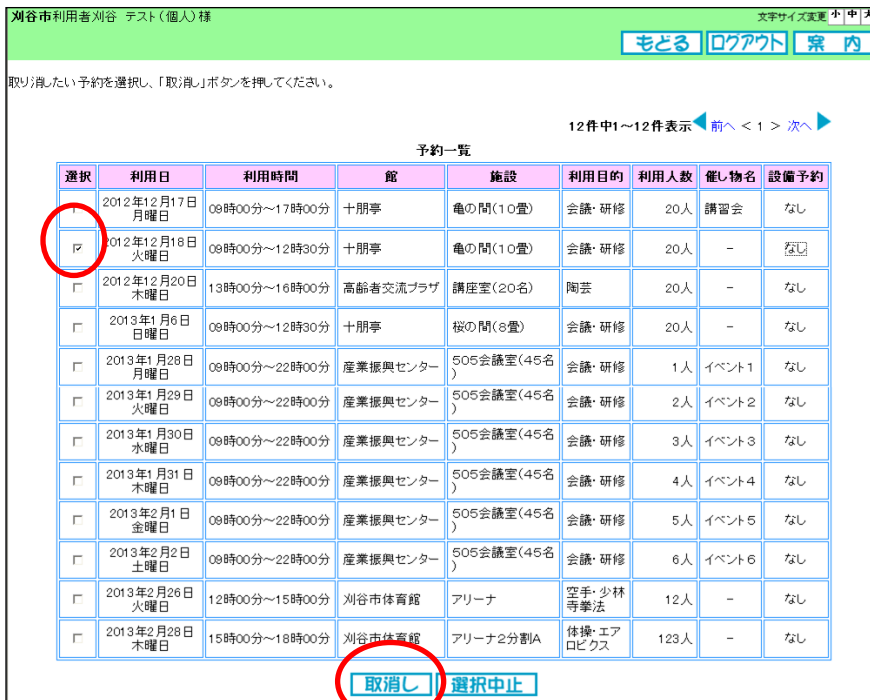 刈谷市利用者刈谷 テスト(個人)様
文字サイズ変更 小 中 大
もどる ログアウト 案 内
取り消したい予約を選択し、「取消し」ボタンを押してください。
12件中1～12件表示 前へ < 1 > 次へ
予約一覧
選択 利用日 利用時間 館 施設 利用目的 利用人数 催し物名 設備予約
2012年12月17日 月曜日 09時00分～17時00分 十朋亭 亀の間(10畳) 会議・研修 20人 講習会 なし
2012年12月18日 火曜日 09時00分～12時30分 十朋亭 亀の間(10畳) 会議・研修 20人 － なし
2012年12月20日 木曜日 13時00分～16時00分 高齢者交流プラザ 講座室(20名) 陶芸 20人 － なし
2013年1月6日 日曜日 09時00分～12時30分 十朋亭 桜の間(8畳) 会議・研修 20人 － なし
2013年1月28日 月曜日 09時00分～22時00分 産業振興センター 505会議室(45名) 会議・研修 1人 イベント1 なし
2013年1月29日 火曜日 09時00分～22時00分 産業振興センター 505会議室(45名) 会議・研修 2人 イベント2 なし
2013年1月30日 水曜日 09時00分～22時00分 産業振興センター 505会議室(45名) 会議・研修 3人 イベント3 なし
2013年1月31日 木曜日 09時00分～22時00分 産業振興センター 505会議室(45名) 会議・研修 4人 イベント4 なし
2013年2月1日 金曜日 09時00分～22時00分 産業振興センター 505会議室(45名) 会議・研修 5人 イベント5 なし
2013年2月2日 土曜日 09時00分～22時00分 産業振興センター 505会議室(45名) 会議・研修 6人 イベント6 なし
2013年2月26日 火曜日 12時00分～15時00分 刈谷市体育館 アリーナ 空手・少林寺拳法 12人 － なし
2013年2月28日 木曜日 15時00分～18時00分 刈谷市体育館 アリーナ2分割A 体操・エアロビクス 123人 － なし
取消し 選択中止